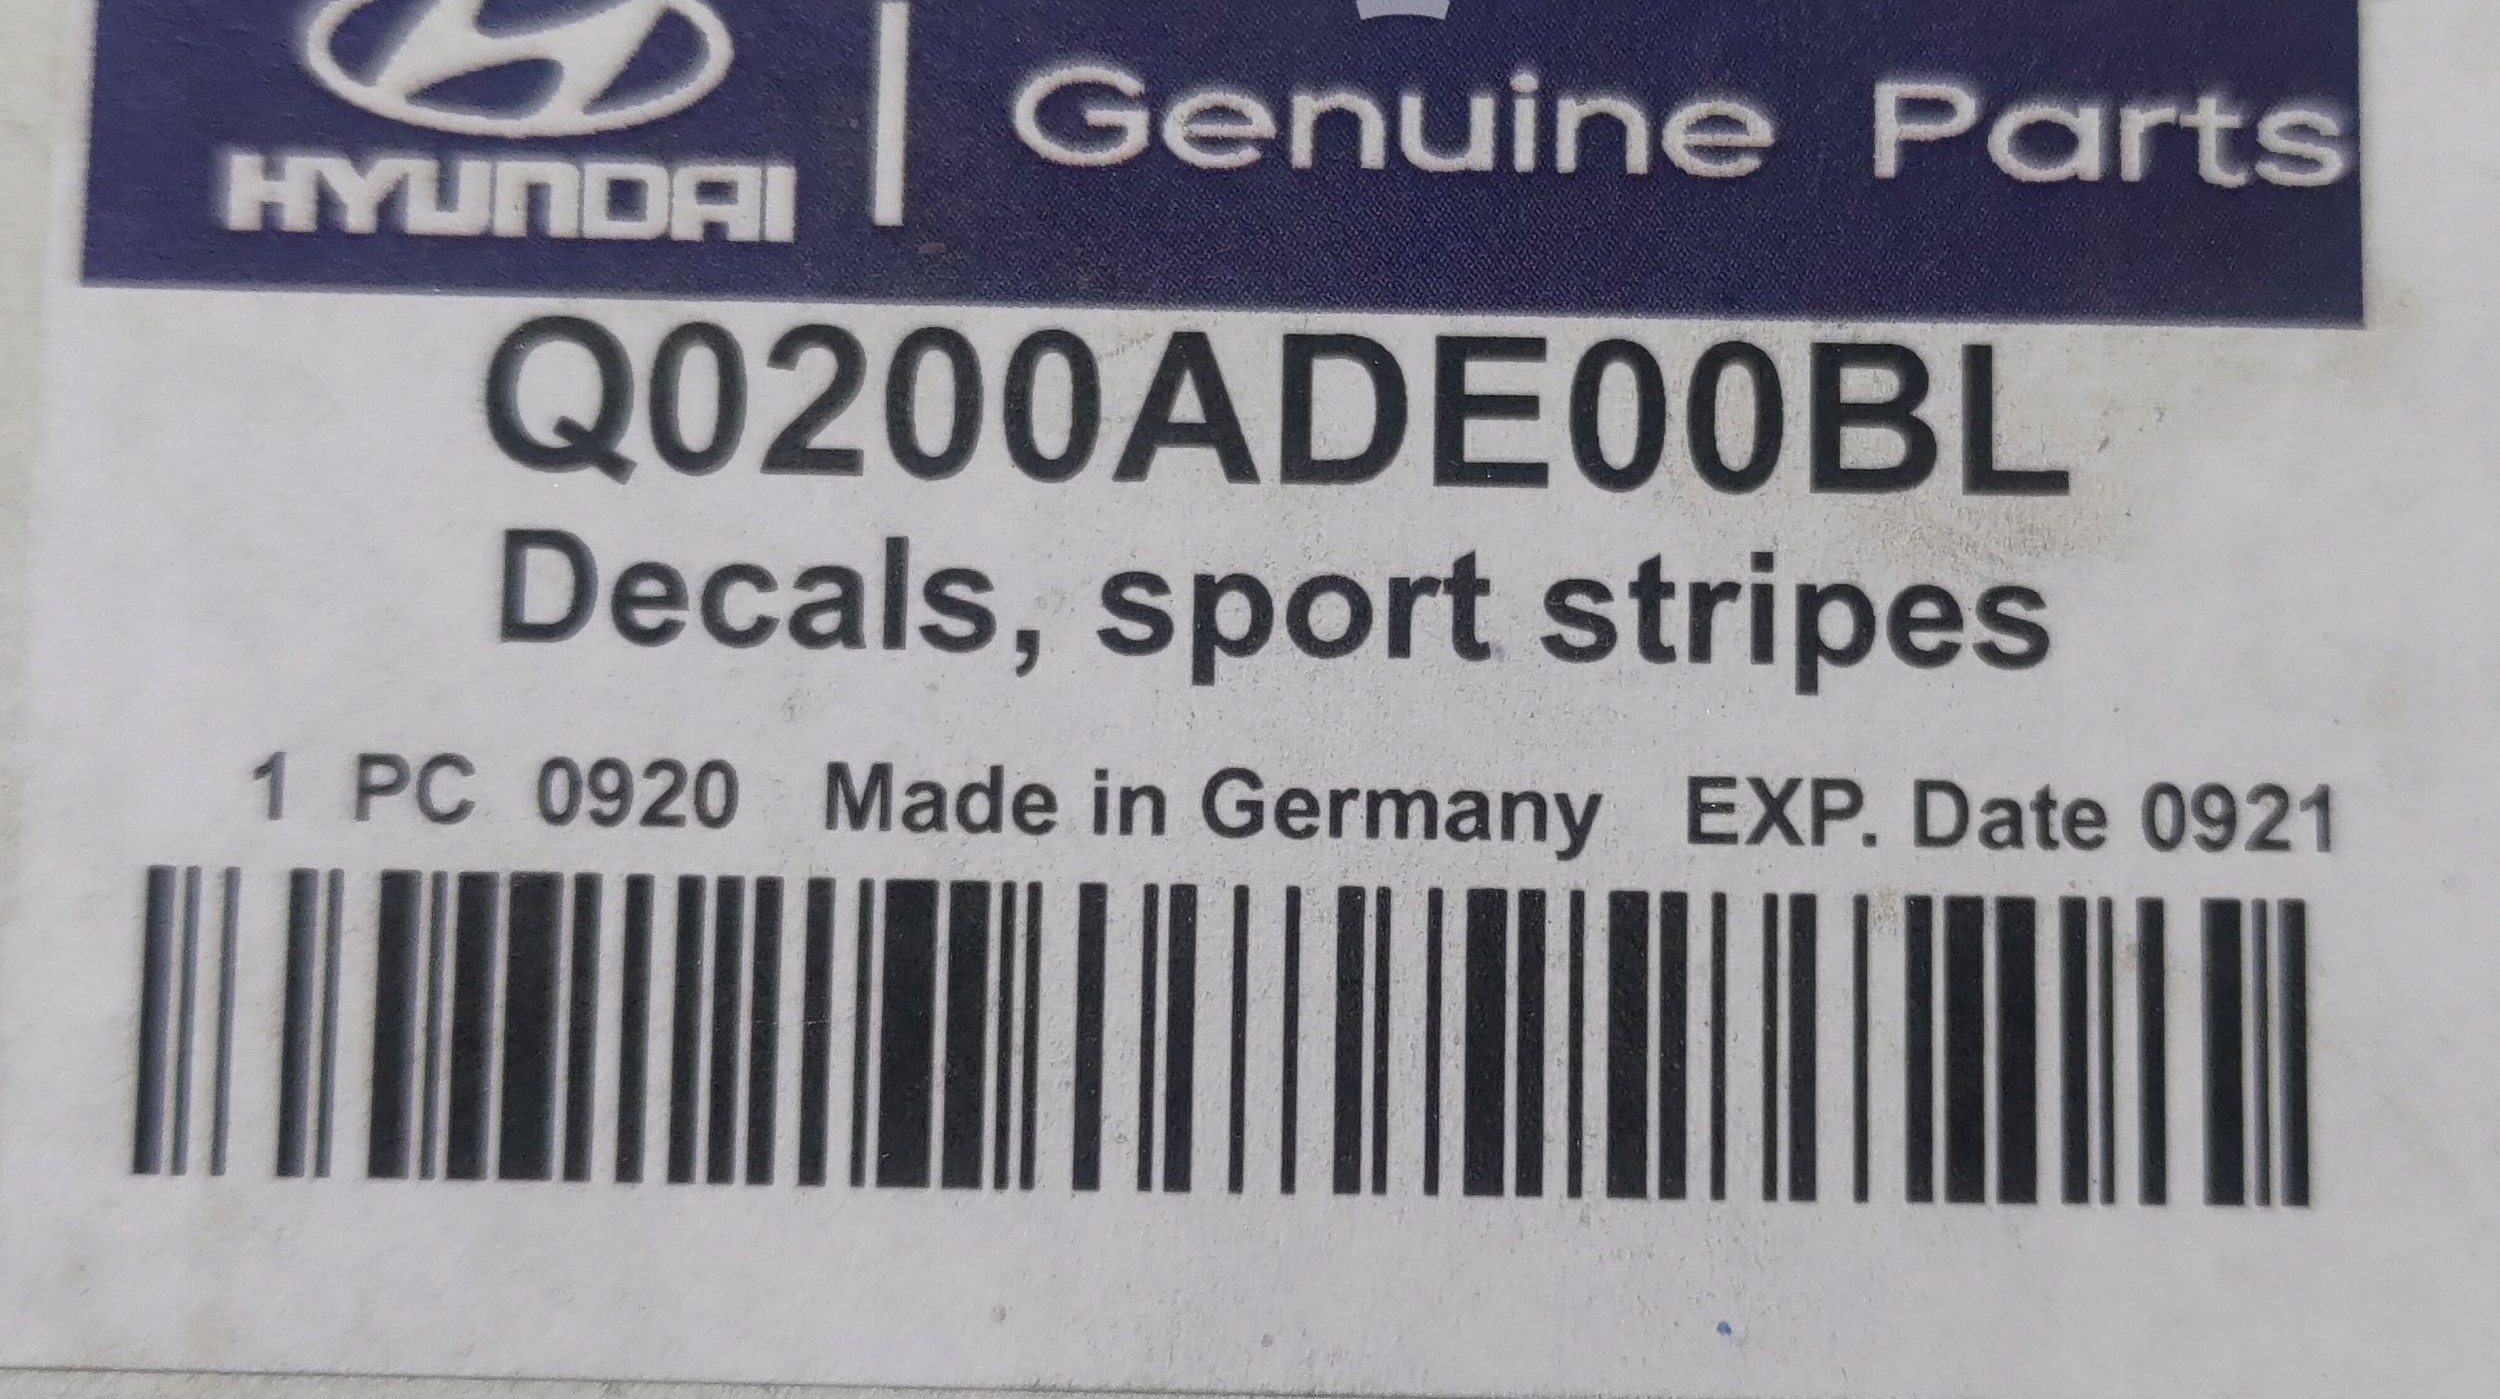 HYUNDAI | Genuine Parts
Q0200ADE00BL
Decals, sport stripes
1 PC 0920 Made in Germany EXP. Date 0921